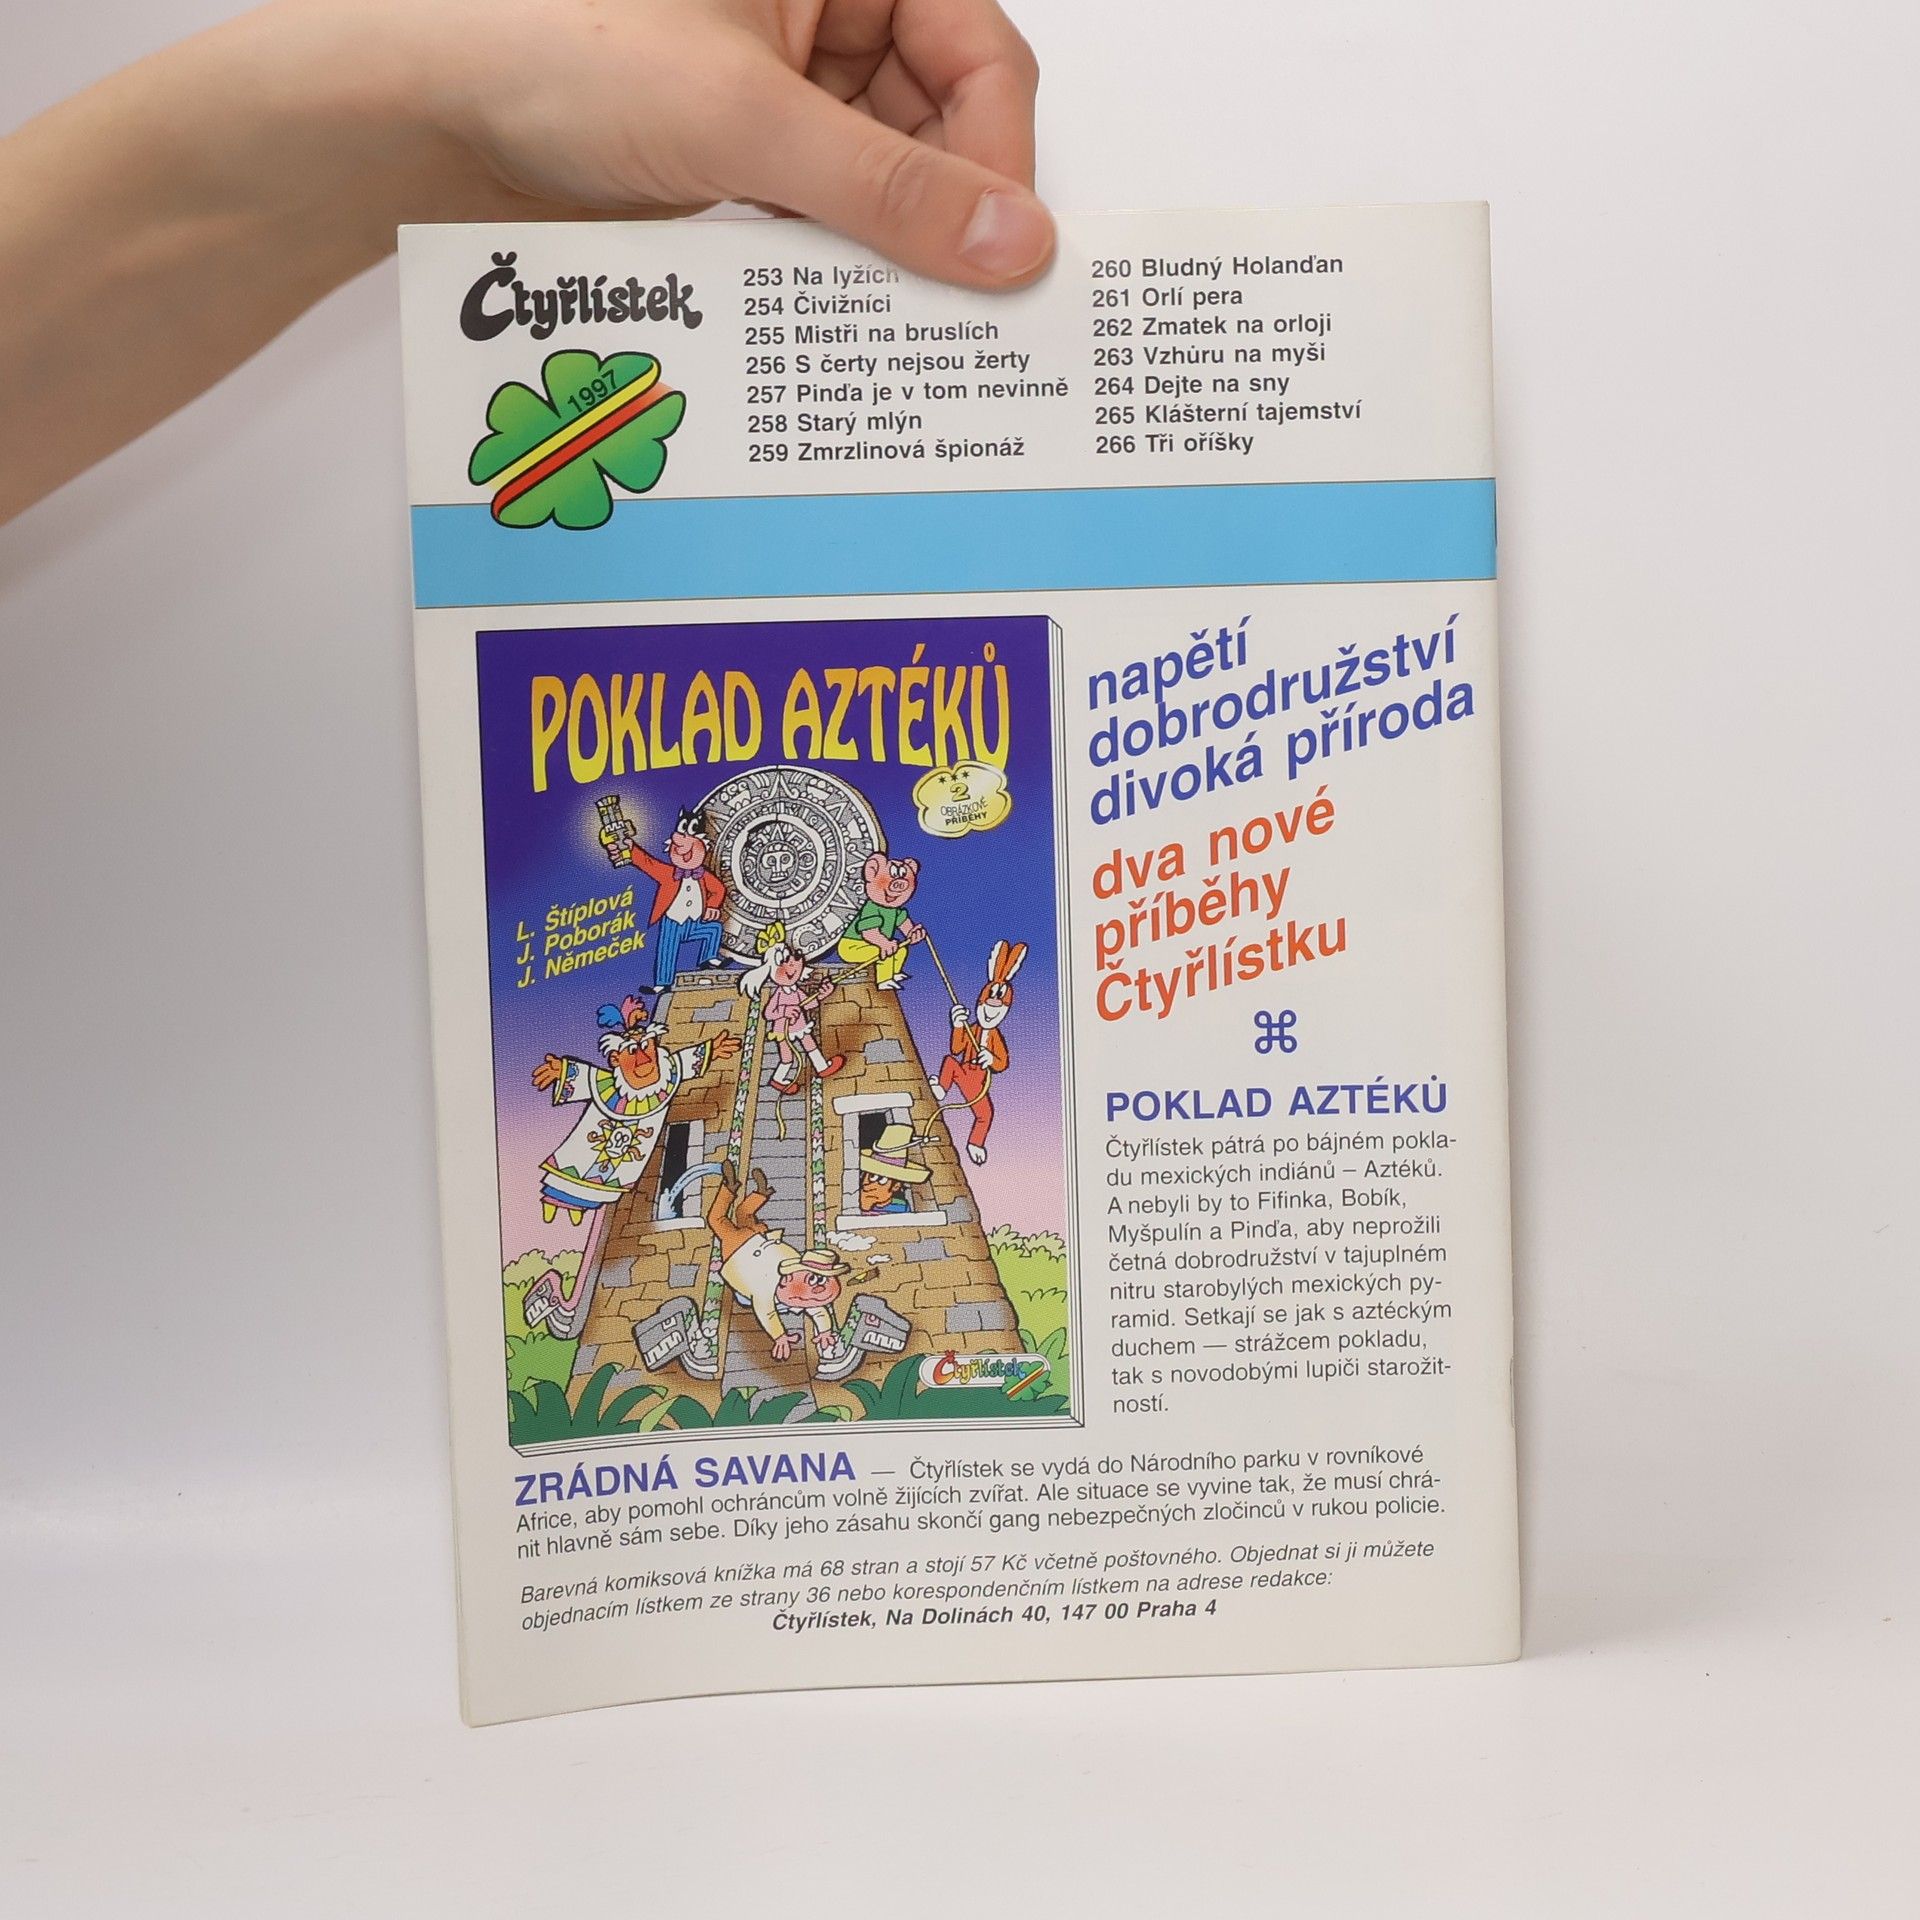 Čtyřlístek
1997
253 Na lyžích
254 Čivižníci
255 Mistři na bruslích
256 S čerty nejsou žerty
257 Pinďa je v tom nevinně
258 Starý mlýn
259 Zmrzlinová špionáž
260 Bludný Holanďan
261 Orlí pera
262 Zmatek na orloji
263 Vzhůru na myši
264 Dejte na sny
265 Klášterní tajemství
266 Tři oříšky
POKLAD AZTÉKŮ
2
OBRÁZKOVÉ
PŘÍBĚHY
L. Štíplová
J. Poborák
J. Němeček
Čtyřlístek
napětí
dobrodružství
divoká příroda
dva nové
příběhy
Čtyřlístku
⌘
POKLAD AZTÉKŮ
Čtyřlístek pátrá po bájném pokla-
du mexických indiánů – Aztéků.
A nebyli by to Fifinka, Bobík,
Myšpulín a Pinďa, aby neprožili
četná dobrodružství v tajuplném
nitru starobylých mexických py-
ramid. Setkají se jak s aztéckým
duchem — strážcem pokladu,
tak s novodobými lupiči starožit-
ností.
ZRÁDNÁ SAVANA — Čtyřlístek se vydá do Národního parku v rovníkové
Africe, aby pomohl ochráncům volně žijících zvířat. Ale situace se vyvine tak, že musí chrá-
nit hlavně sám sebe. Díky jeho zásahu skončí gang nebezpečných zločinců v rukou policie.
Barevná komiksová knížka má 68 stran a stojí 57 Kč včetně poštovného. Objednat si ji můžete
objednacím lístkem ze strany 36 nebo korespondenčním lístkem na adrese redakce:
Čtyřlístek, Na Dolinách 40, 147 00 Praha 4